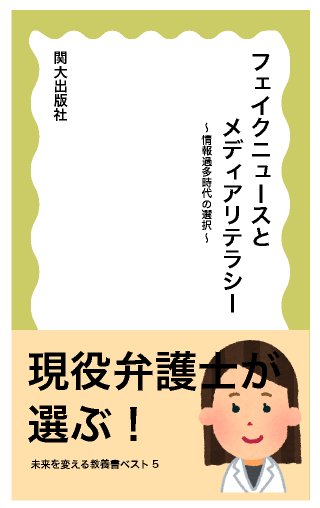 フェイクニュースと
メディアリテラシー
～情報過多時代の選択～
関大出版社
現役弁護士が
選ぶ！
未来を変える教養書ベスト5